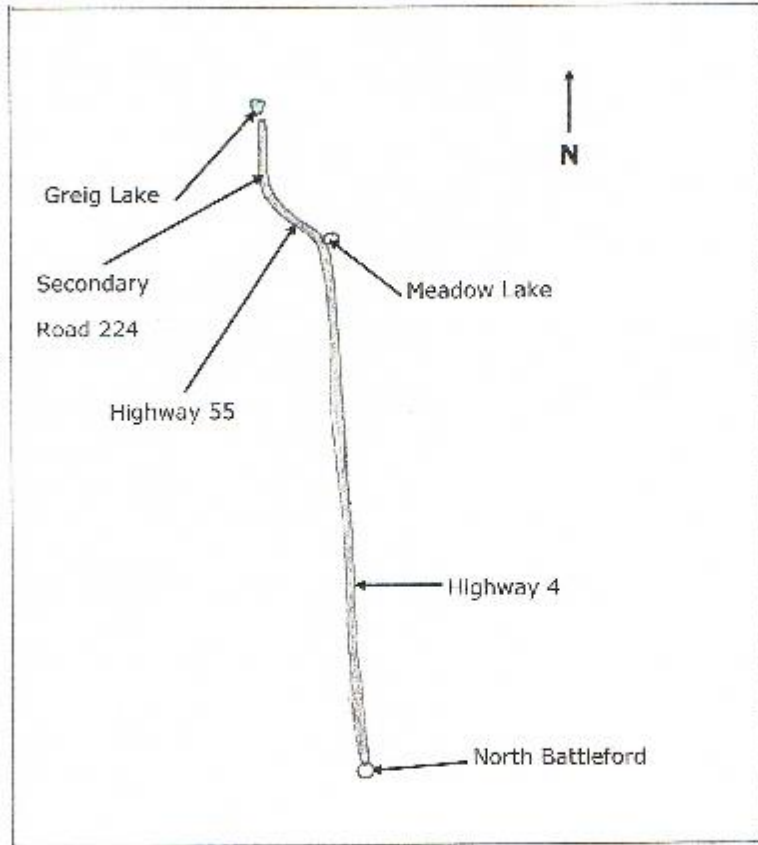 N
Greig Lake
Secondary
Road 224
Meadow Lake
Highway 55
Highway 4
North Battleford